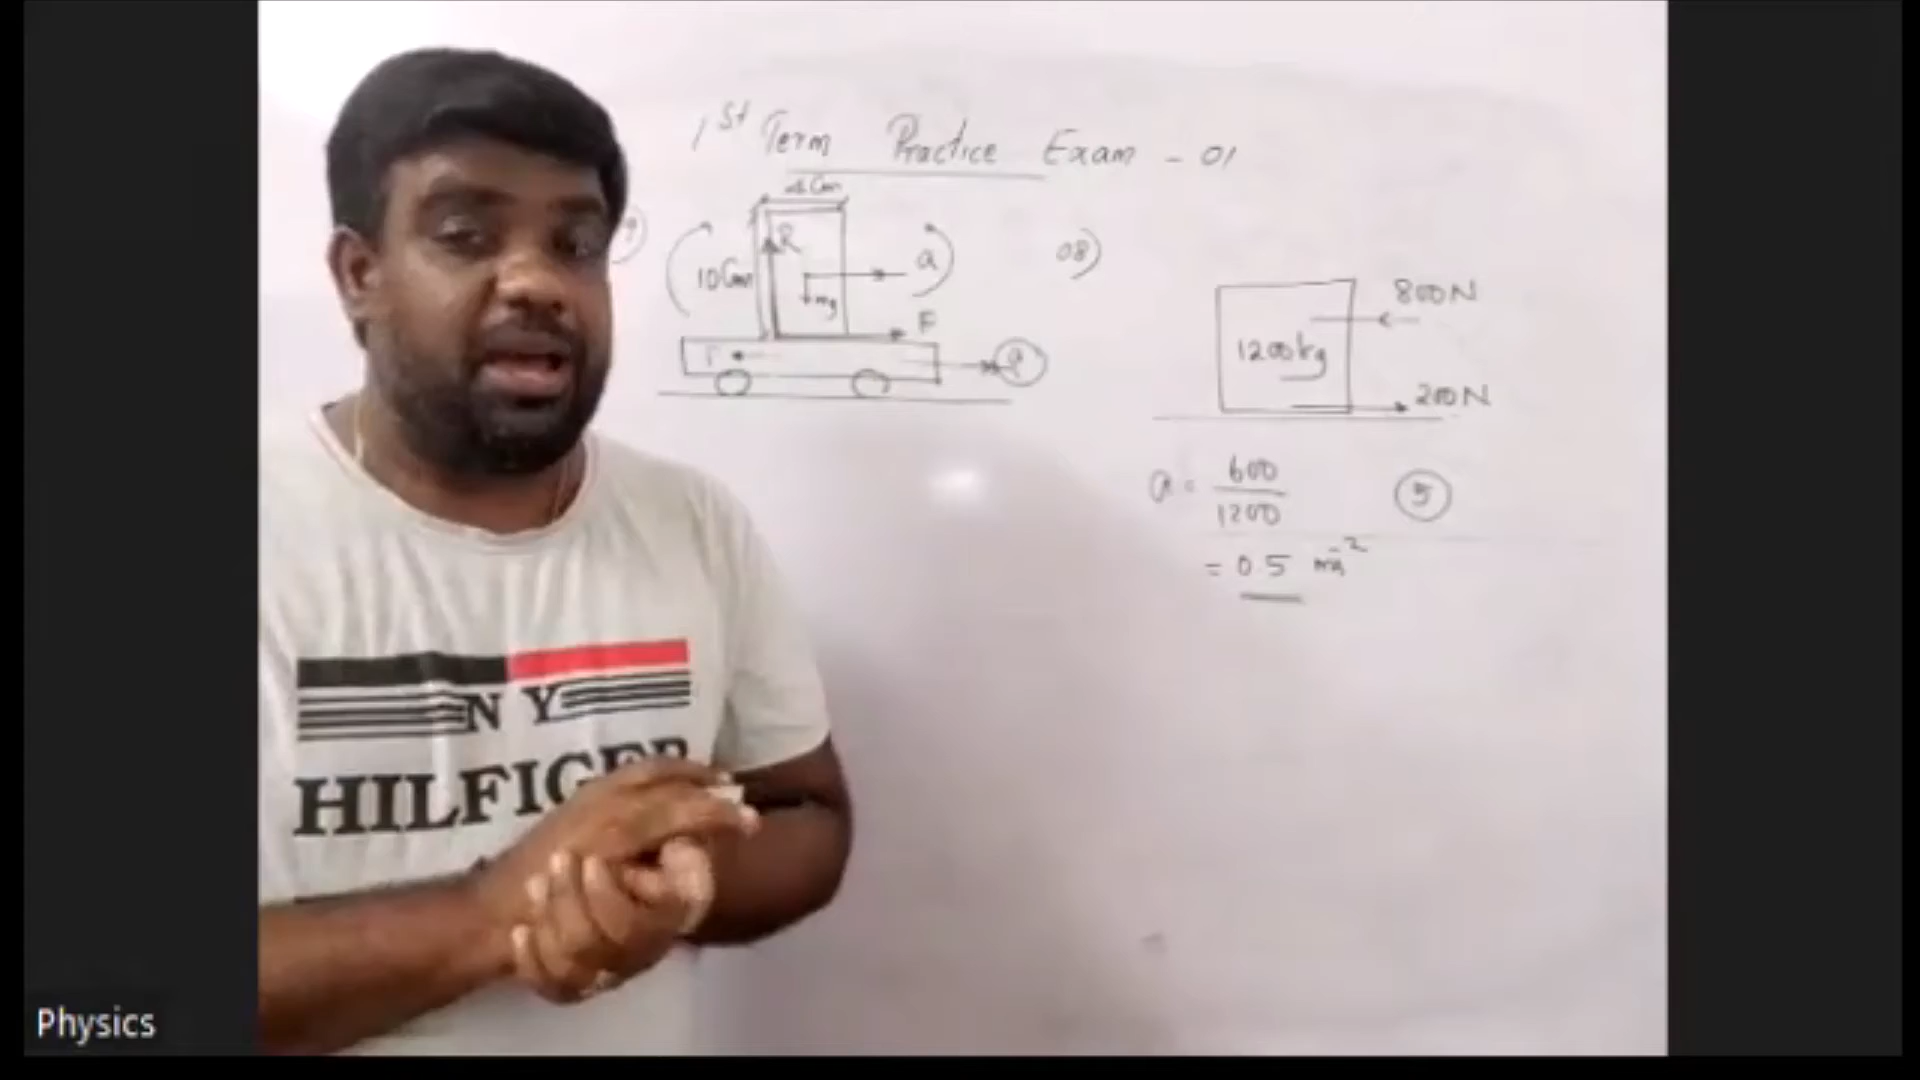 1st Term Practice Exam - 01
R
10cm
a
mg
F
a
08)
800N
1200kg
200N
a = 600
1200
5
= 0.5 ms-2
N Y
HILFIGER
Physics